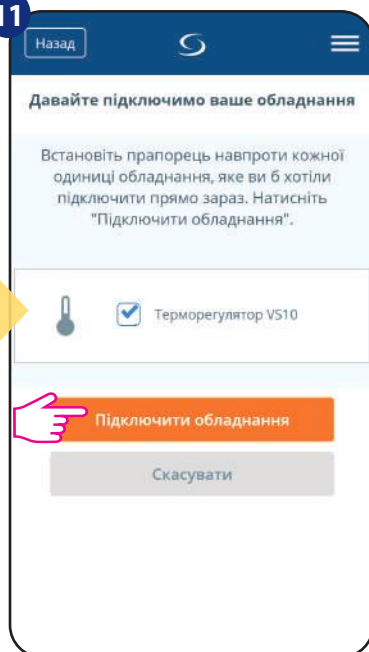 11
Назад
Давайте підключимо ваше обладнання
Встановіть прапорець навпроти кожної
одиниці обладнання, яке ви б хотіли
підключити прямо зараз. Натисніть
"Підключити обладнання".
Терморегулятор VS10
Підключити обладнання
Скасувати